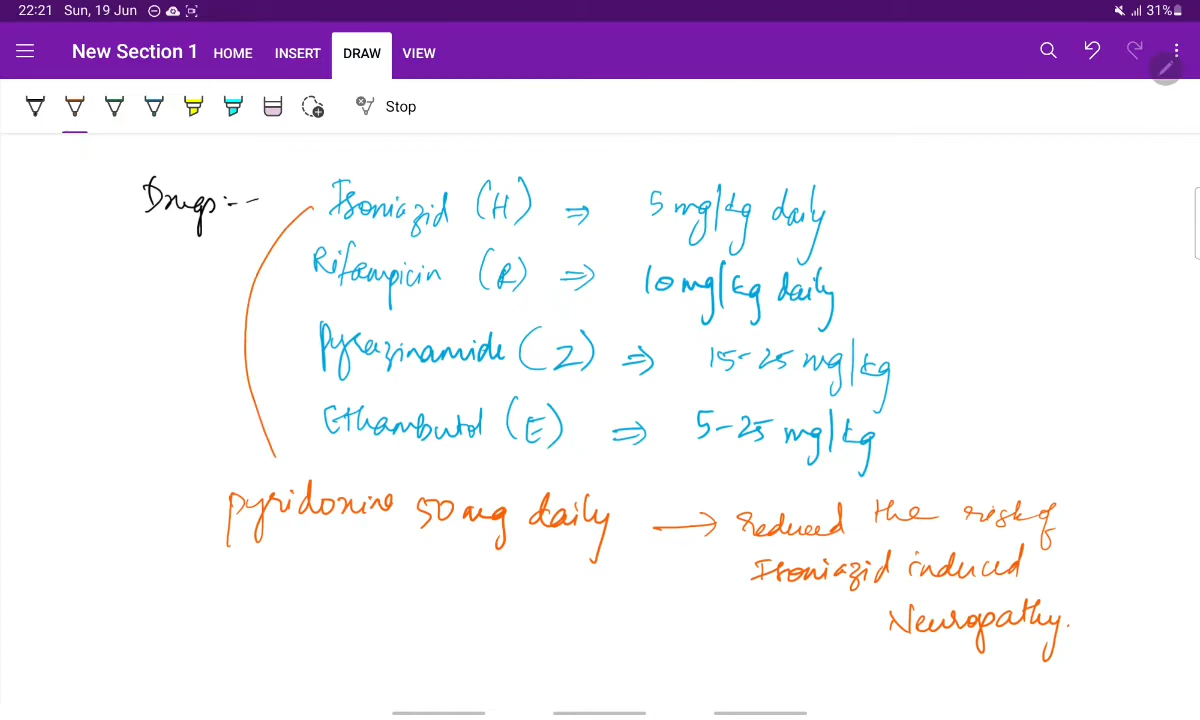 22:21 Sun, 19 Jun 31%
New Section 1 HOME INSERT DRAW VIEW
Stop
Drugs:-- Isoniazid (H) ⇒ 5 mg/kg daily
Rifampicin (R) ⇒ 10 mg/kg daily
Pyrazinamide (Z) ⇒ 15-25 mg/kg
Ethambutol (E) ⇒ 5-25 mg/kg
pyridoxine 50 mg daily → reduced the risk of
Isoniazid induced
Neuropathy.